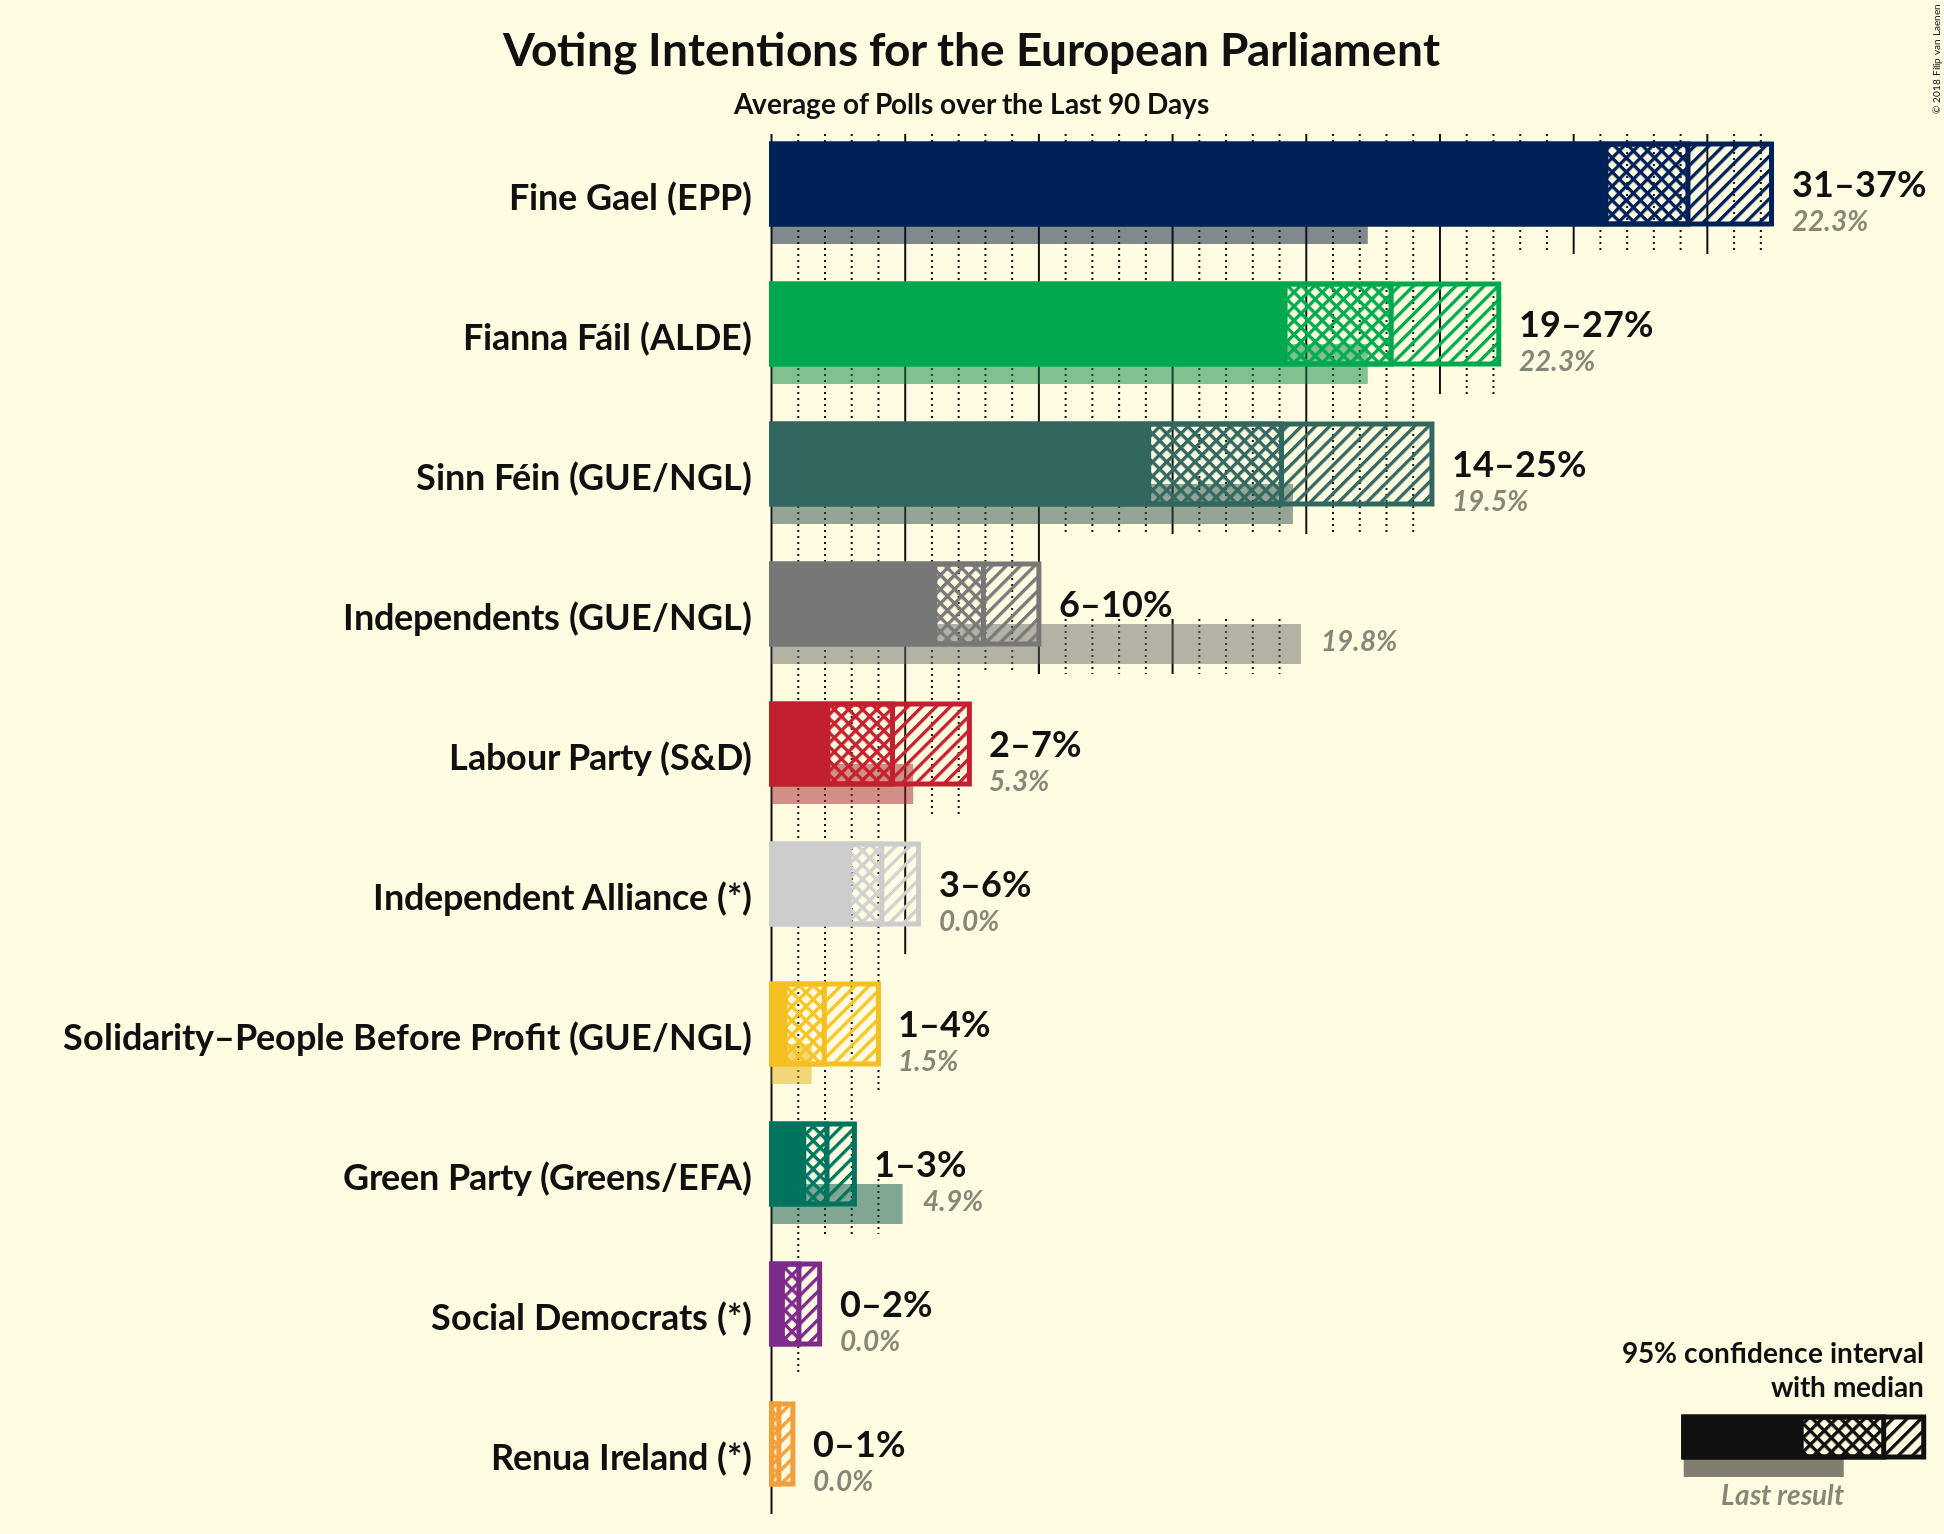 Voting Intentions for the European Parliament
Average of Polls over the Last 90 Days
© 2018 Filip van Laenen
Fine Gael (EPP)
31–37%
22.3%
Fianna Fáil (ALDE)
19–27%
22.3%
Sinn Féin (GUE/NGL)
14–25%
19.5%
Independents (GUE/NGL)
6–10%
19.8%
Labour Party (S&D)
2–7%
5.3%
Independent Alliance (*)
3–6%
0.0%
Solidarity–People Before Profit (GUE/NGL)
1–4%
1.5%
Green Party (Greens/EFA)
1–3%
4.9%
Social Democrats (*)
0–2%
0.0%
Renua Ireland (*)
0–1%
0.0%
95% confidence interval
with median
Last result